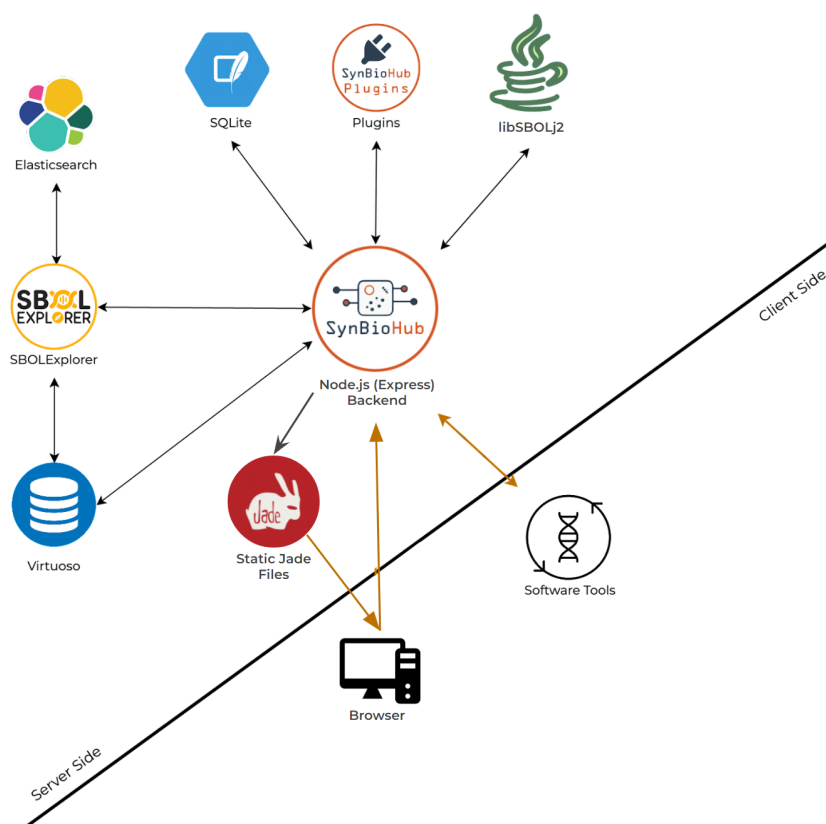 SQLite
SynBioHub
Plugins
Plugins
libSBOLj2
Elasticsearch
SBOL
EXPLORER
SBOLExplorer
SynBioHub
Node.js (Express)
Backend
Client Side
Jade
Static Jade
Files
Virtuoso
Software Tools
Browser
Server Side